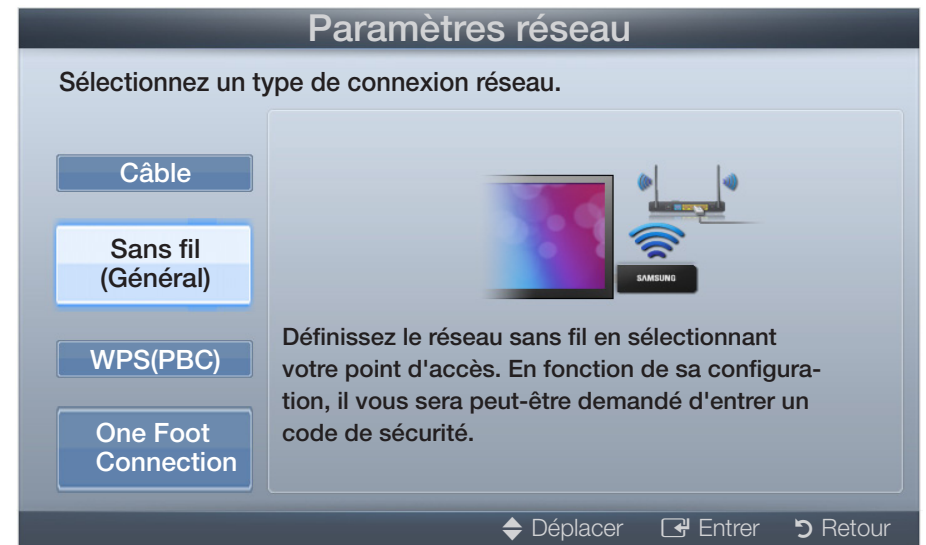 Paramètres réseau
Sélectionnez un type de connexion réseau.
Câble
Sans fil
(Général)
WPS(PBC)
One Foot
Connection
SAMSUNG
Définissez le réseau sans fil en sélectionnant
votre point d'accès. En fonction de sa configura-
tion, il vous sera peut-être demandé d'entrer un
code de sécurité.
Déplacer Entrer Retour